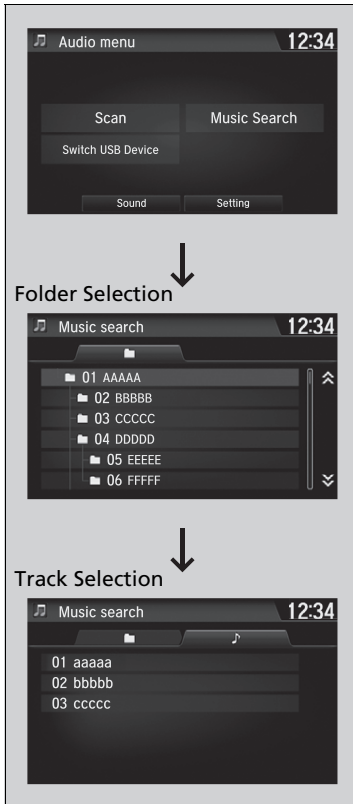 Audio menu 12:34
Scan Music Search
Switch USB Device
Sound Setting
Folder Selection
Music search 12:34
01 AAAAA
02 BBBBB
03 CCCCC
04 DDDDD
05 EEEEE
06 FFFFF
Track Selection
Music search 12:34
01 aaaaa
02 bbbbb
03 ccccc